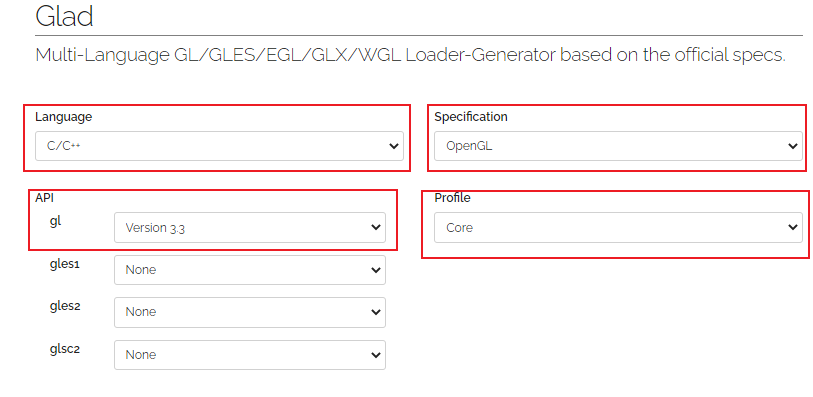 Glad
Multi-Language GL/GLES/EGL/GLX/WGL Loader-Generator based on the official specs.
Language
C/C++
Specification
OpenGL
API
gl
Version 3.3
Profile
Core
gles1
None
gles2
None
glsc2
None